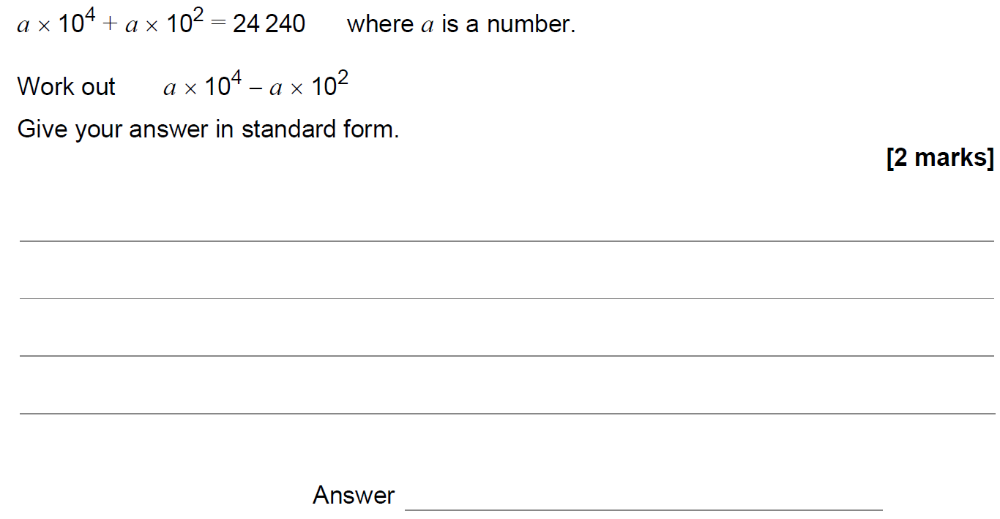 a × 10⁴ + a × 10² = 24 240 where a is a number.
Work out a × 10⁴ – a × 10²
Give your answer in standard form.
[2 marks]
Answer